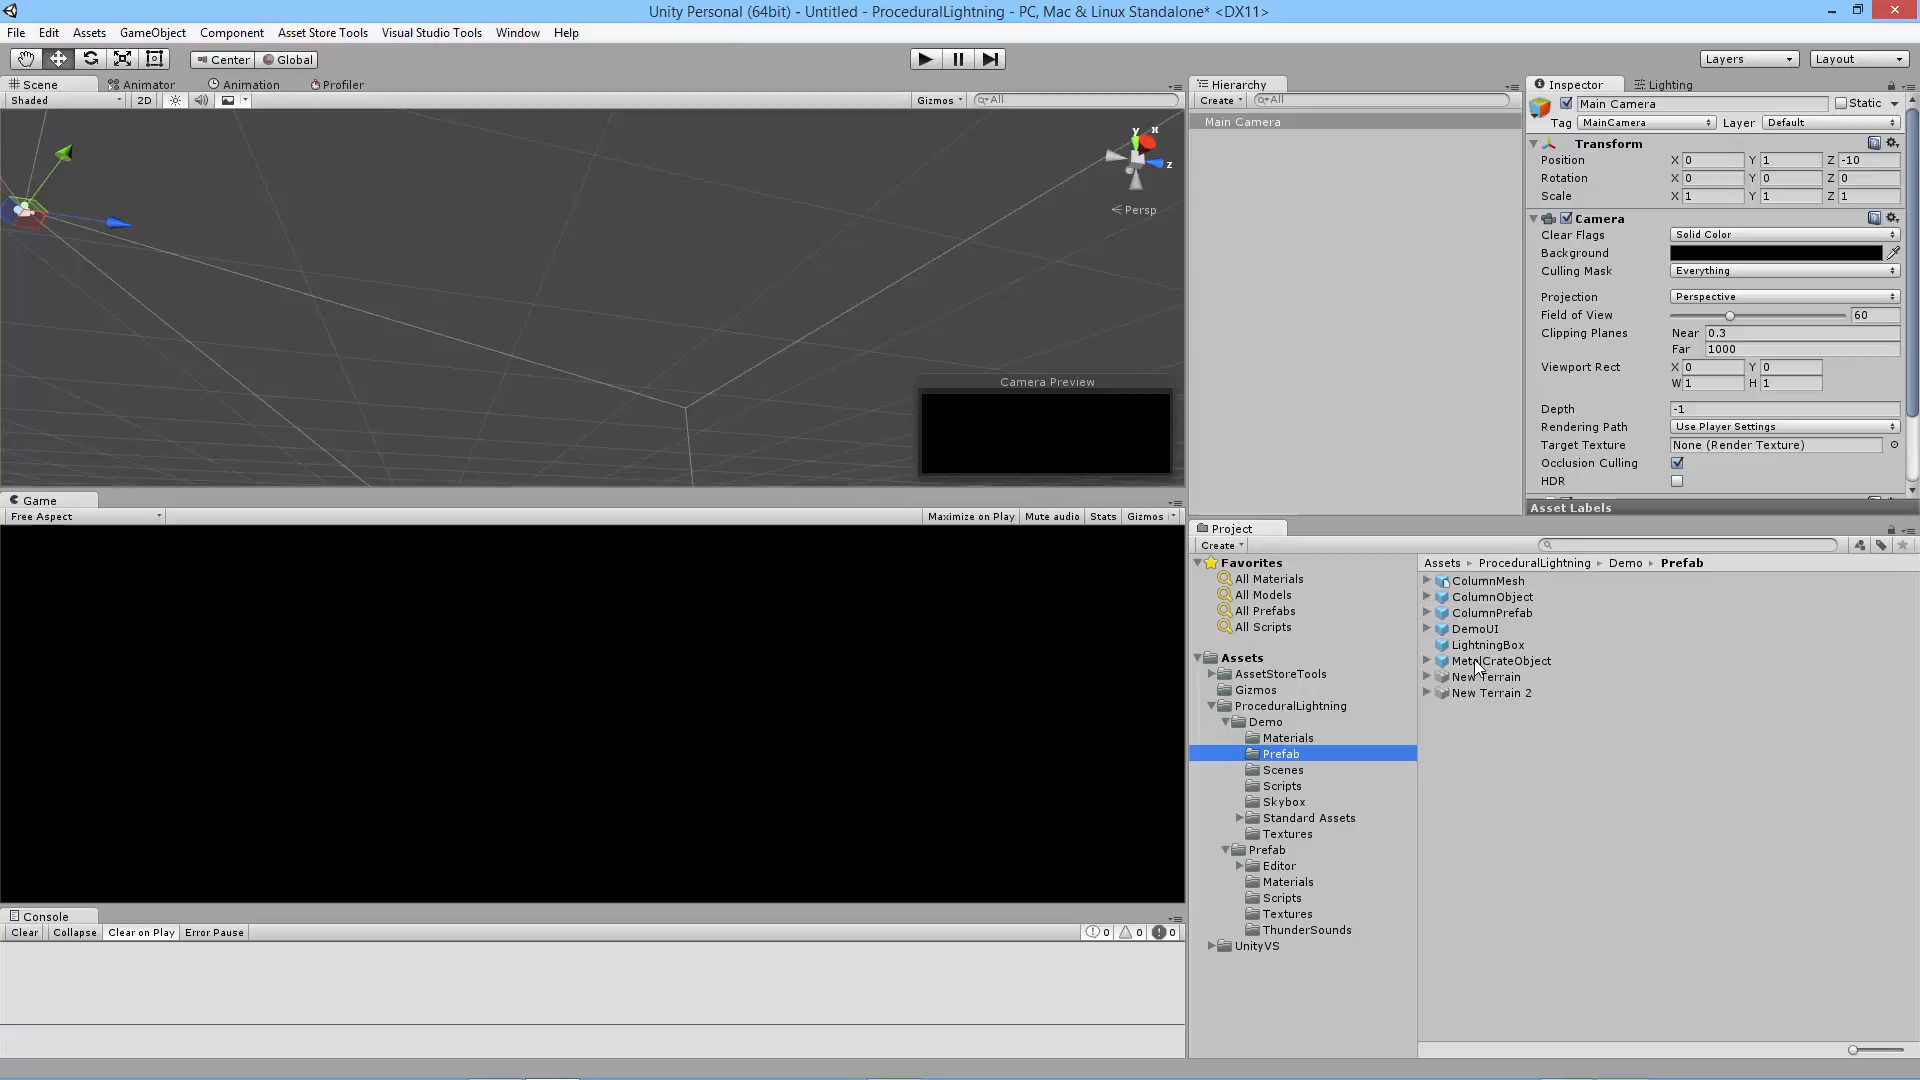 Unity Personal (64bit) - Untitled - ProceduralLightning - PC, Mac & Linux Standalone* <DX11>
File Edit Assets GameObject Component Asset Store Tools Visual Studio Tools Window Help
Center Global Layers Layout
Scene Animator Animation Profiler
Shaded 2D Gizmos All
y x z
Persp
Camera Preview
Game
Free Aspect Maximize on Play Mute audio Stats Gizmos
Console
Clear Collapse Clear on Play Error Pause 0 0 0
Hierarchy
Create All
Main Camera
Inspector Lighting
Main Camera Static
Tag MainCamera Layer Default
Transform
Position X 0 Y 1 Z -10
Rotation X 0 Y 0 Z 0
Scale X 1 Y 1 Z 1
Camera
Clear Flags Solid Color
Background
Culling Mask Everything
Projection Perspective
Field of View 60
Clipping Planes Near 0.3
Far 1000
Viewport Rect X 0 Y 0
W 1 H 1
Depth -1
Rendering Path Use Player Settings
Target Texture None (Render Texture)
Occlusion Culling
HDR
Asset Labels
Project
Create
Favorites
All Materials
All Models
All Prefabs
All Scripts
Assets
AssetStoreTools
Gizmos
ProceduralLightning
Demo
Materials
Prefab
Scenes
Scripts
Skybox
Standard Assets
Textures
Prefab
Editor
Materials
Scripts
Textures
ThunderSounds
UnityVS
Assets ProceduralLightning Demo Prefab
ColumnMesh
ColumnObject
ColumnPrefab
DemoUI
LightningBox
MetalCrateObject
New Terrain
New Terrain 2